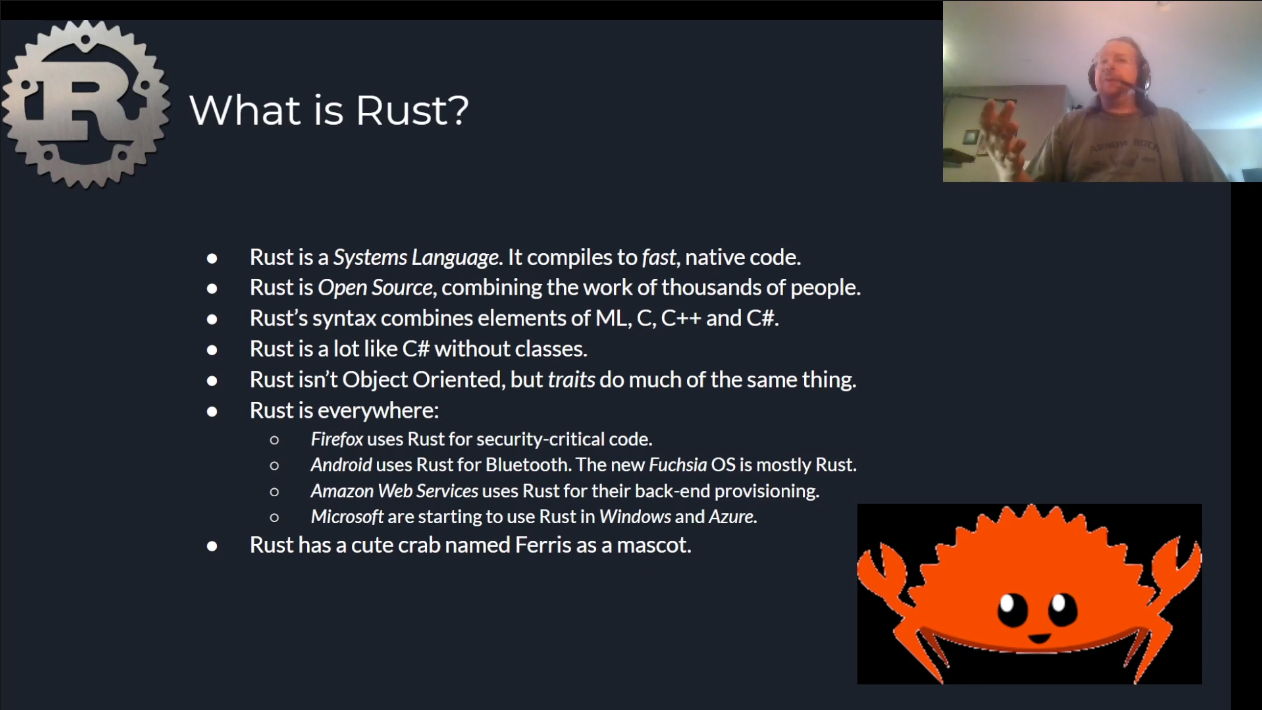 R
What is Rust?
● Rust is a Systems Language. It compiles to fast, native code.
● Rust is Open Source, combining the work of thousands of people.
● Rust’s syntax combines elements of ML, C, C++ and C#.
● Rust is a lot like C# without classes.
● Rust isn’t Object Oriented, but traits do much of the same thing.
● Rust is everywhere:
○ Firefox uses Rust for security-critical code.
○ Android uses Rust for Bluetooth. The new Fuchsia OS is mostly Rust.
○ Amazon Web Services uses Rust for their back-end provisioning.
○ Microsoft are starting to use Rust in Windows and Azure.
● Rust has a cute crab named Ferris as a mascot.